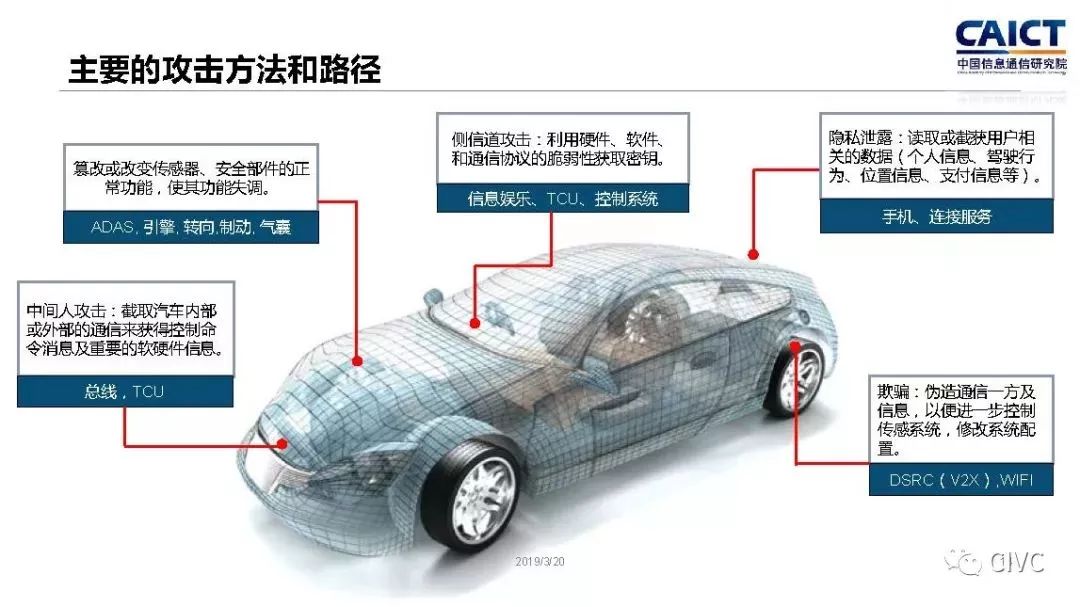 主要的攻击方法和路径
CAICT
中国信息通信研究院
篡改或改变传感器、安全部件的正
常功能，使其功能失调。
ADAS, 引擎, 转向,制动, 气囊
侧信道攻击：利用硬件、软件、
和通信协议的脆弱性获取密钥。
信息娱乐、TCU、控制系统
隐私泄露：读取或截获用户相
关的数据（个人信息、驾驶行
为、位置信息、支付信息等）。
手机、连接服务
中间人攻击：截取汽车内部
或外部的通信来获得控制命
令消息及重要的软硬件信息。
总线，TCU
欺骗：伪造通信一方及
信息，以便进一步控制
传感系统，修改系统配
置。
DSRC（V2X）,WIFI
2019/3/20